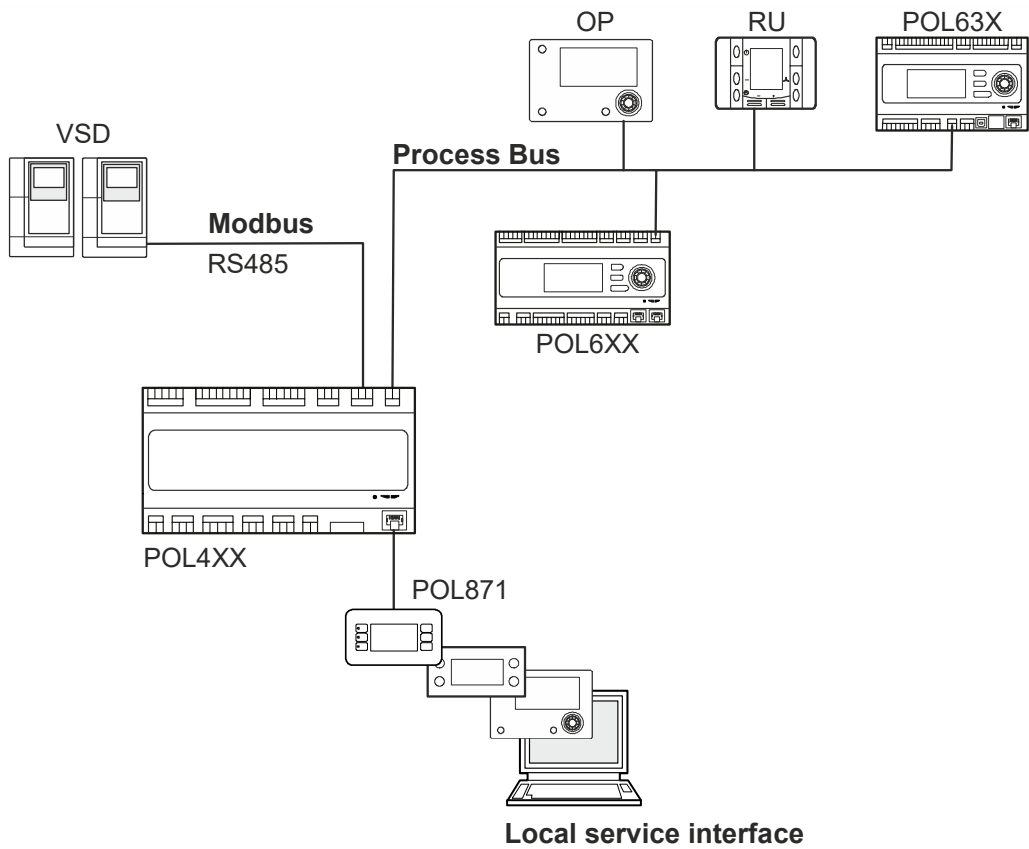 OP
RU
POL63X
VSD
Process Bus
Modbus
RS485
POL6XX
POL4XX
POL871
Local service interface